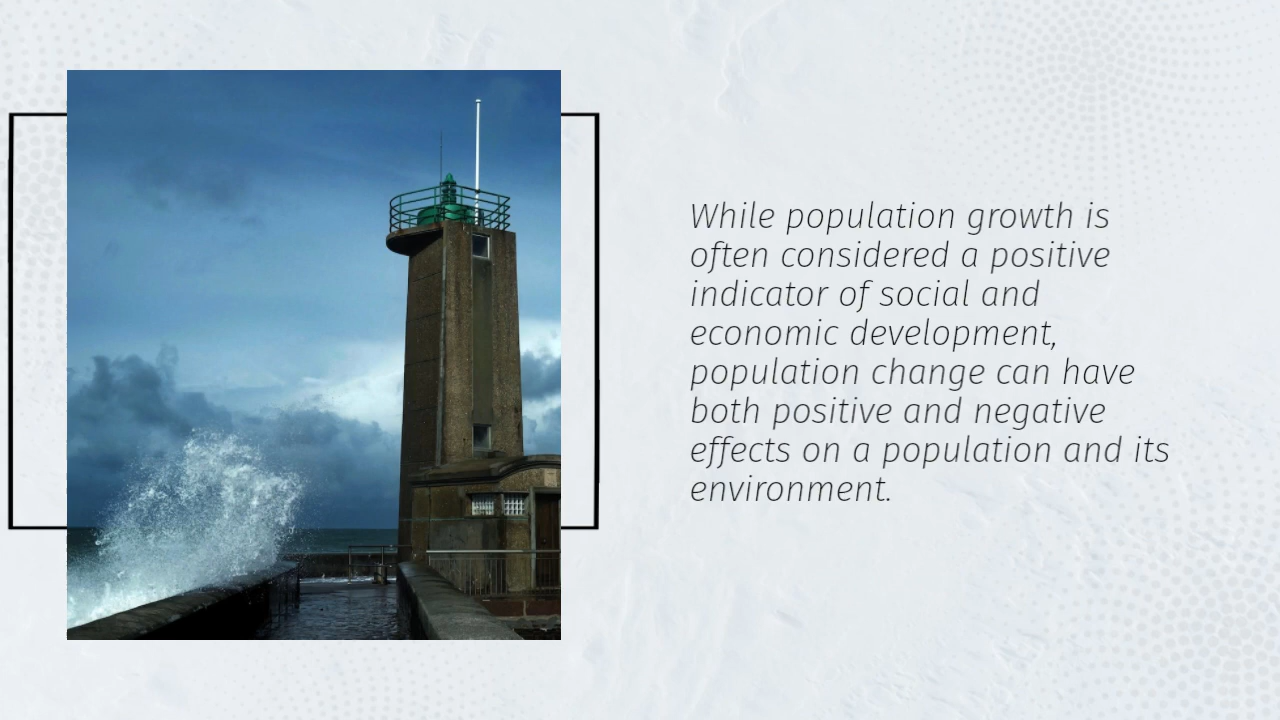 While population growth is
often considered a positive
indicator of social and
economic development,
population change can have
both positive and negative
effects on a population and its
environment.